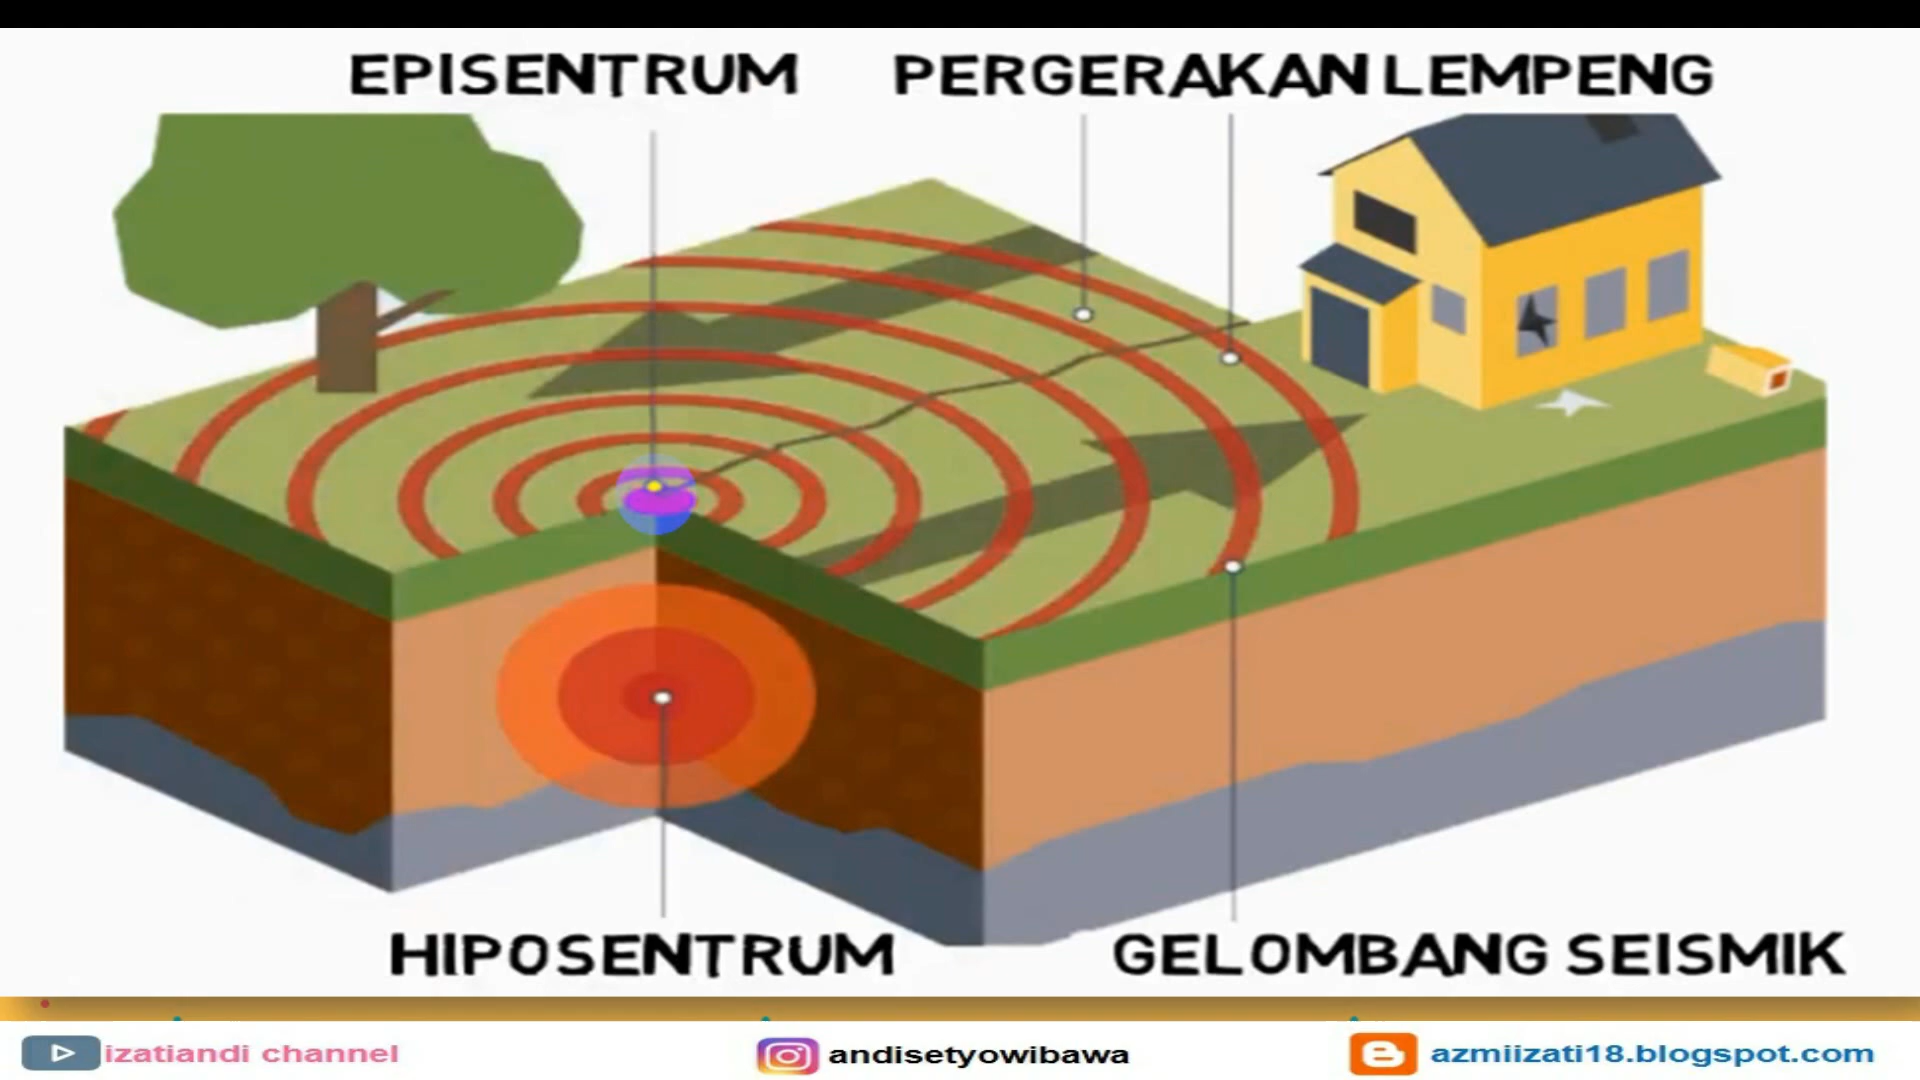 EPISENTRUM
PERGERAKAN LEMPENG
HIPOSENTRUM
GELOMBANG SEISMIK
izatiandi channel
andisetyowibawa
azmiizati18.blogspot.com